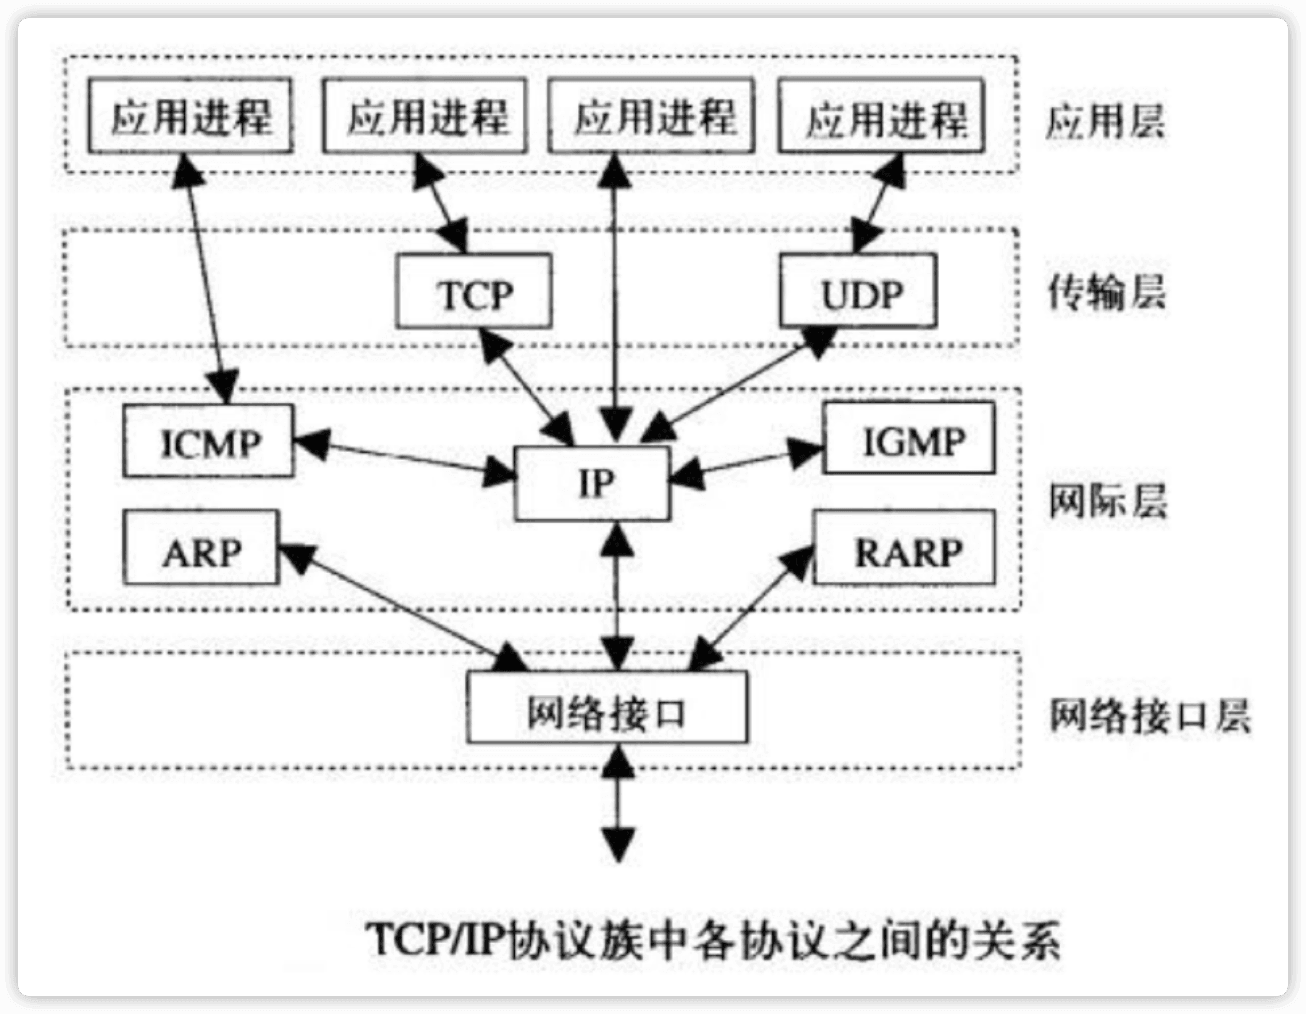 应用进程 应用进程 应用进程 应用进程 应用层
TCP UDP 传输层
ICMP IP IGMP
ARP RARP 网际层
网络接口 网络接口层
TCP/IP协议族中各协议之间的关系